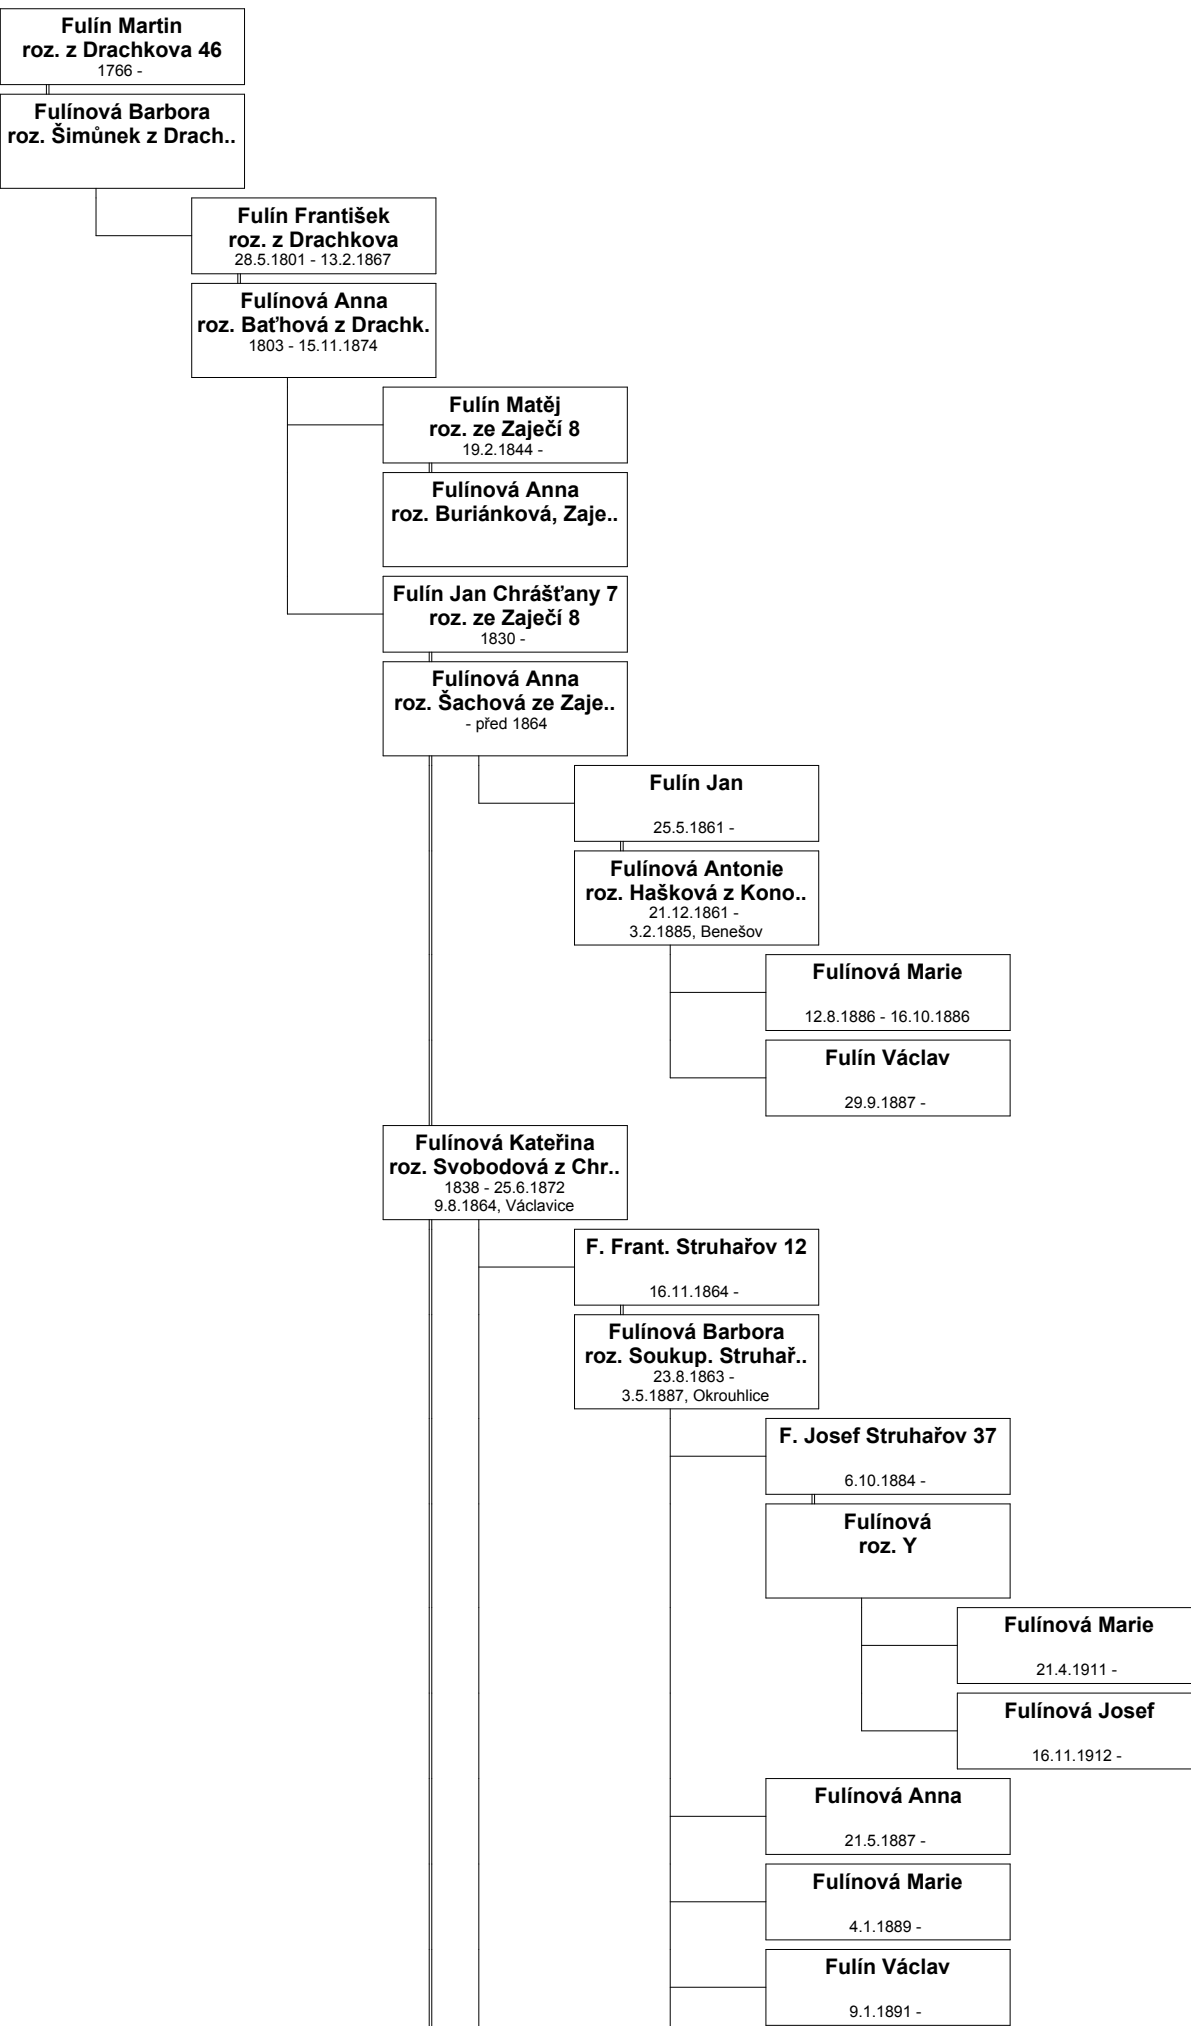 Fulín Martin
roz. z Drachkova 46
1766 -
Fulínová Barbora
roz. Šimůnek z Drach..
Fulín František
roz. z Drachkova
28.5.1801 - 13.2.1867
Fulínová Anna
roz. Baťhová z Drachk.
1803 - 15.11.1874
Fulín Matěj
roz. ze Zaječí 8
19.2.1844 -
Fulínová Anna
roz. Buriánková, Zaje..
Fulín Jan Chrášťany 7
roz. ze Zaječí 8
1830 -
Fulínová Anna
roz. Šachová ze Zaje..
- před 1864
Fulín Jan
25.5.1861 -
Fulínová Antonie
roz. Hašková z Kono..
21.12.1861 -
3.2.1885, Benešov
Fulínová Marie
12.8.1886 - 16.10.1886
Fulín Václav
29.9.1887 -
Fulínová Kateřina
roz. Svobodová z Chr..
1838 - 25.6.1872
9.8.1864, Václavice
F. Frant. Struhařov 12
16.11.1864 -
Fulínová Barbora
roz. Soukup. Struhař..
23.8.1863 -
3.5.1887, Okrouhlice
F. Josef Struhařov 37
6.10.1884 -
Fulínová
roz. Y
Fulínová Marie
21.4.1911 -
Fulínová Josef
16.11.1912 -
Fulínová Anna
21.5.1887 -
Fulínová Marie
4.1.1889 -
Fulín Václav
9.1.1891 -